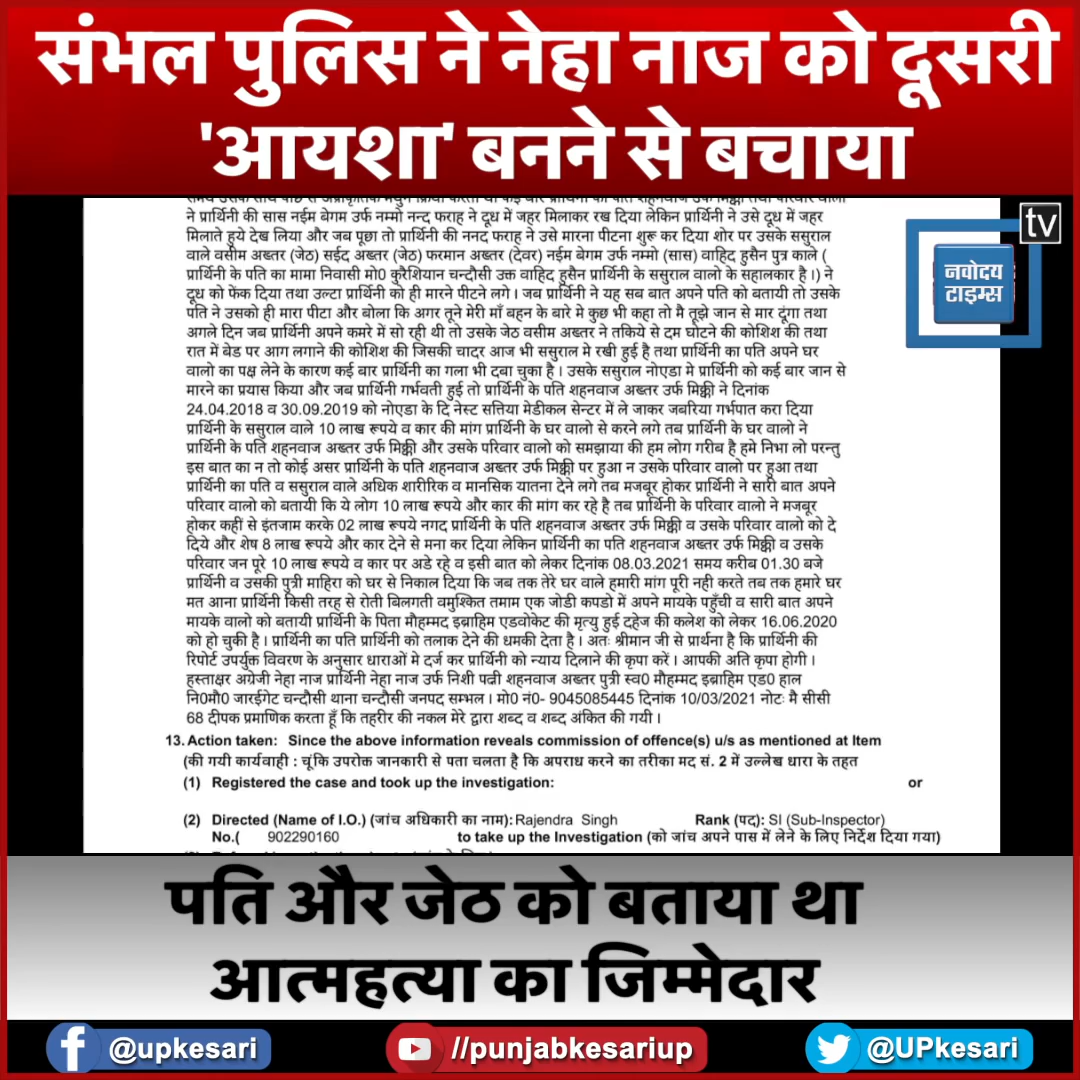 संभल पुलिस ने नेहा नाज को दूसरी
'आयशा' बनने से बचाया
tv
नवोदय
टाइम्स
ने प्रार्थिनी की सास नईम बेगम उर्फ नम्मो नन्द फराह ने दूध में जहर मिलाकर रख दिया लेकिन प्रार्थिनी ने उसे दूध में जहर
मिलाते हुये देख लिया और जब पूछा तो प्रार्थिनी की ननद फराह ने उसे मारना पीटना शुरू कर दिया शोर पर उसके ससुराल
वाले वसीम अख्तर (जेठ) सईद अख्तर (जेठ) फरमान अख्तर (देवर) नईम बेगम उर्फ नम्मो (सास) वाहिद हुसैन पुत्र काले (
प्रार्थिनी के पति का मामा निवासी मो0 कुरैशियान चन्दौसी उक्त वाहिद हुसैन प्रार्थिनी के ससुराल वालो के सहालकार है ।) ने
दूध को फेंक दिया तथा उल्टा प्रार्थिनी को ही मारने पीटने लगे । जब प्रार्थिनी ने यह सब बात अपने पति को बतायी तो उसके
पति ने उसको ही मारा पीटा और बोला कि अगर तूने मेरी माँ बहन के बारे मे कुछ भी कहा तो मै तुझे जान से मार दूंगा तथा
अगले दिन जब प्रार्थिनी अपने कमरे में सो रही थी तो उसके जेठ वसीम अख्तर ने तकिये से दम घोटने की कोशिश की तथा
रात में बेड पर आग लगाने की कोशिश की जिसकी चादर आज भी ससुराल मे रखी हुई है तथा प्रार्थिनी का पति अपने घर
वालो का पक्ष लेने के कारण कई बार प्रार्थिनी का गला भी दबा चुका है । उसके ससुराल नोएडा मे प्रार्थिनी को कई बार जान से
मारने का प्रयास किया और जब प्रार्थिनी गर्भवती हुई तो प्रार्थिनी के पति शहनवाज अख्तर उर्फ मिक्की ने दिनांक
24.04.2018 व 30.09.2019 को नोएडा के दि नेस्ट सत्तिया मेडीकल सेन्टर में ले जाकर जबरिया गर्भपात करा दिया
प्रार्थिनी के ससुराल वाले 10 लाख रूपये व कार की मांग प्रार्थिनी के घर वालो से करने लगे तब प्रार्थिनी के घर वालो ने
प्रार्थिनी के पति शहनवाज अख्तर उर्फ मिक्की और उसके परिवार वालो को समझाया की हम लोग गरीब है हमे निभा लो परन्तु
इस बात का न तो कोई असर प्रार्थिनी के पति शहनवाज अख्तर उर्फ मिक्की पर हुआ न उसके परिवार वालो पर हुआ तथा
प्रार्थिनी का पति व ससुराल वाले अधिक शारीरिक व मानसिक यातना देने लगे तब मजबूर होकर प्रार्थिनी ने सारी बात अपने
परिवार वालो को बतायी कि ये लोग 10 लाख रूपये और कार की मांग कर रहे है तब प्रार्थिनी के परिवार वालो ने मजबूर
होकर कहीं से इंतजाम करके 02 लाख रूपये नगद प्रार्थिनी के पति शहनवाज अख्तर उर्फ मिक्की व उसके परिवार वालो को दे
दिये और शेष 8 लाख रूपये और कार देने से मना कर दिया लेकिन प्रार्थिनी का पति शहनवाज अख्तर उर्फ मिक्की व उसके
परिवार जन पूरे 10 लाख रूपये व कार पर अडे रहे व इसी बात को लेकर दिनांक 08.03.2021 समय करीब 01.30 बजे
प्रार्थिनी व उसकी पुत्री माहिरा को घर से निकाल दिया कि जब तक तेरे घर वाले हमारी मांग पूरी नही करते तब तक हमारे घर
मत आना प्रार्थिनी किसी तरह से रोती बिलगती वमुश्कित तमाम एक जोडी कपडो में अपने मायके पहुँची व सारी बात अपने
मायके वालो को बतायी प्रार्थिनी के पिता मौहम्मद इब्राहिम एडवोकेट की मृत्यु हुई दहेज की कलेश को लेकर 16.06.2020
को हो चुकी है । प्रार्थिनी का पति प्रार्थिनी को तलाक देने की धमकी देता है । अतः श्रीमान जी से प्रार्थना है कि प्रार्थिनी की
रिपोर्ट उपर्युक्त विवरण के अनुसार धाराओं मे दर्ज कर प्रार्थिनी को न्याय दिलाने की कृपा करें । आपकी अति कृपा होगी ।
हस्ताक्षर अग्रेजी नेहा नाज प्रार्थिनी नेहा नाज उर्फ निशी पत्नी शहनवाज अख्तर पुत्री स्व0 मौहम्मद इब्राहिम एड0 हाल
नि0मौ0 जारईगेट चन्दौसी थाना चन्दौसी जनपद सम्भल । मो0 नं0- 9045085445 दिनांक 10/03/2021 नोटः मै सीसी
68 दीपक प्रमाणिक करता हूँ कि तहरीर की नकल मेरे द्वारा शब्द व शब्द अंकित की गयी ।
13. Action taken: Since the above information reveals commission of offence(s) u/s as mentioned at Item
(की गयी कार्यवाही : चूंकि उपरोक्त जानकारी से पता चलता है कि अपराध करने का तरीका मद सं. 2 में उल्लेख धारा के तहत
(1) Registered the case and took up the investigation: or
(2) Directed (Name of I.O.) (जांच अधिकारी का नाम): Rajendra Singh Rank (पद): SI (Sub-Inspector)
No.( 902290160 to take up the Investigation (को जांच अपने पास में लेने के लिए निर्देश दिया गया)
पति और जेठ को बताया था
आत्महत्या का जिम्मेदार
@upkesari //punjabkesariup @UPkesari